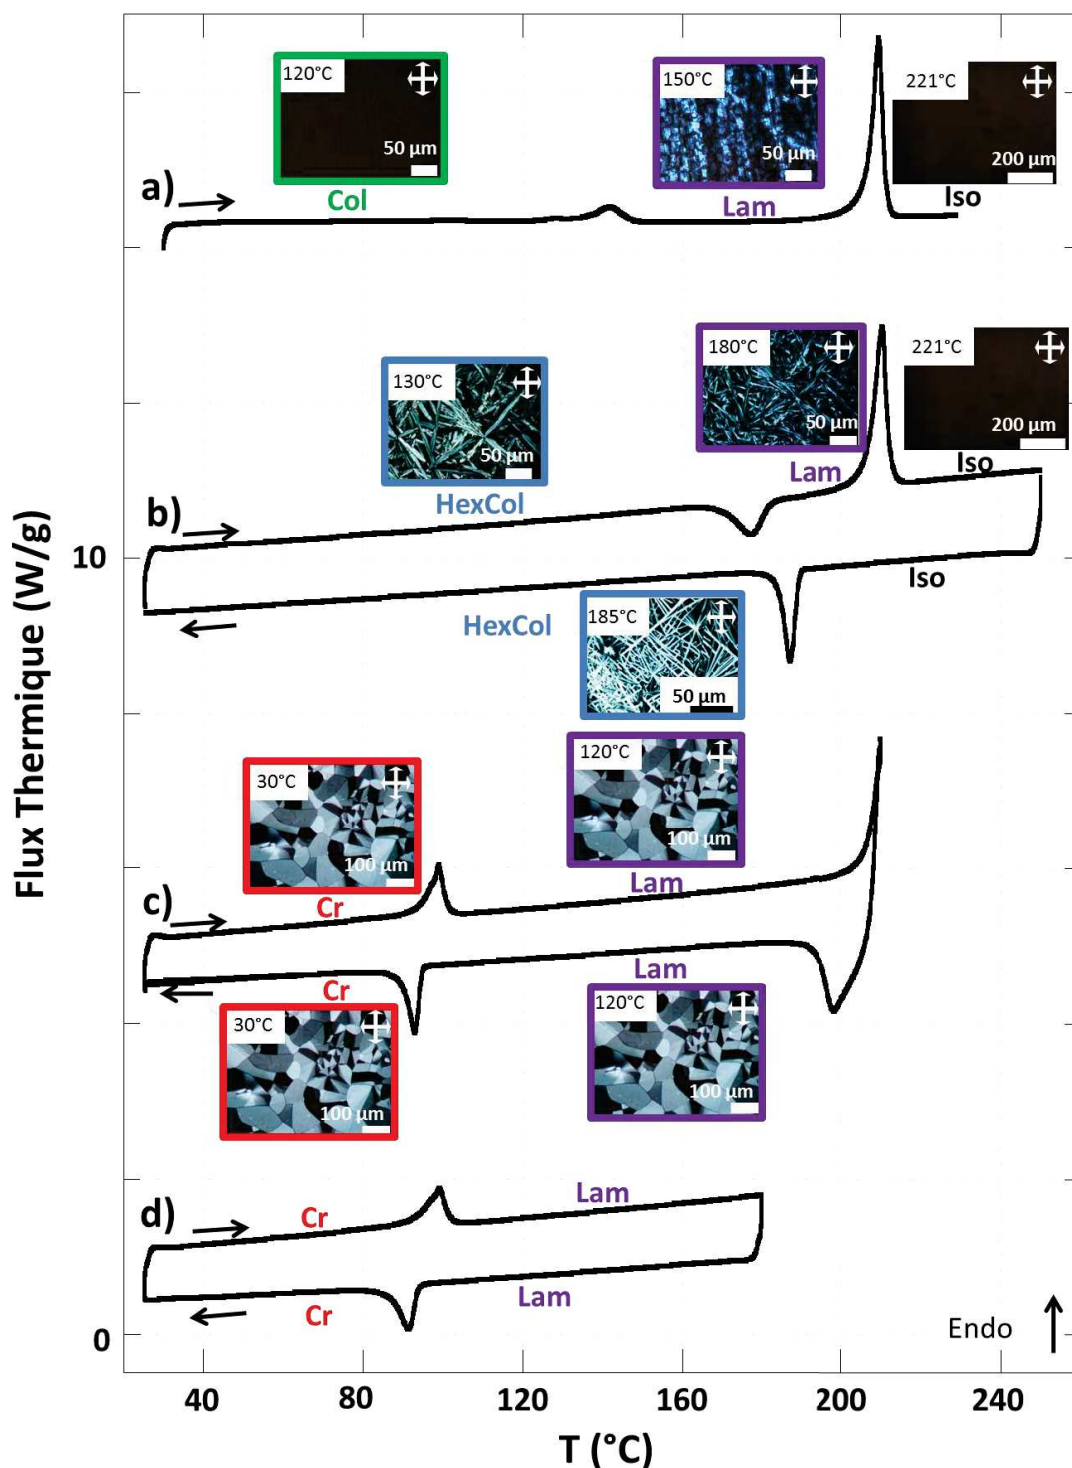 120°C
50 µm
Col
150°C
50 µm
Lam
221°C
200 µm
Iso
a)
130°C
50 µm
HexCol
180°C
50 µm
Lam
221°C
200 µm
Iso
b)
10
HexCol
Iso
185°C
50 µm
30°C
100 µm
Cr
120°C
100 µm
Lam
c)
Cr
Lam
30°C
100 µm
120°C
100 µm
d)
Cr
Lam
Cr
Lam
Endo
0
40
80
120
160
200
240
T (°C)
Flux Thermique (W/g)